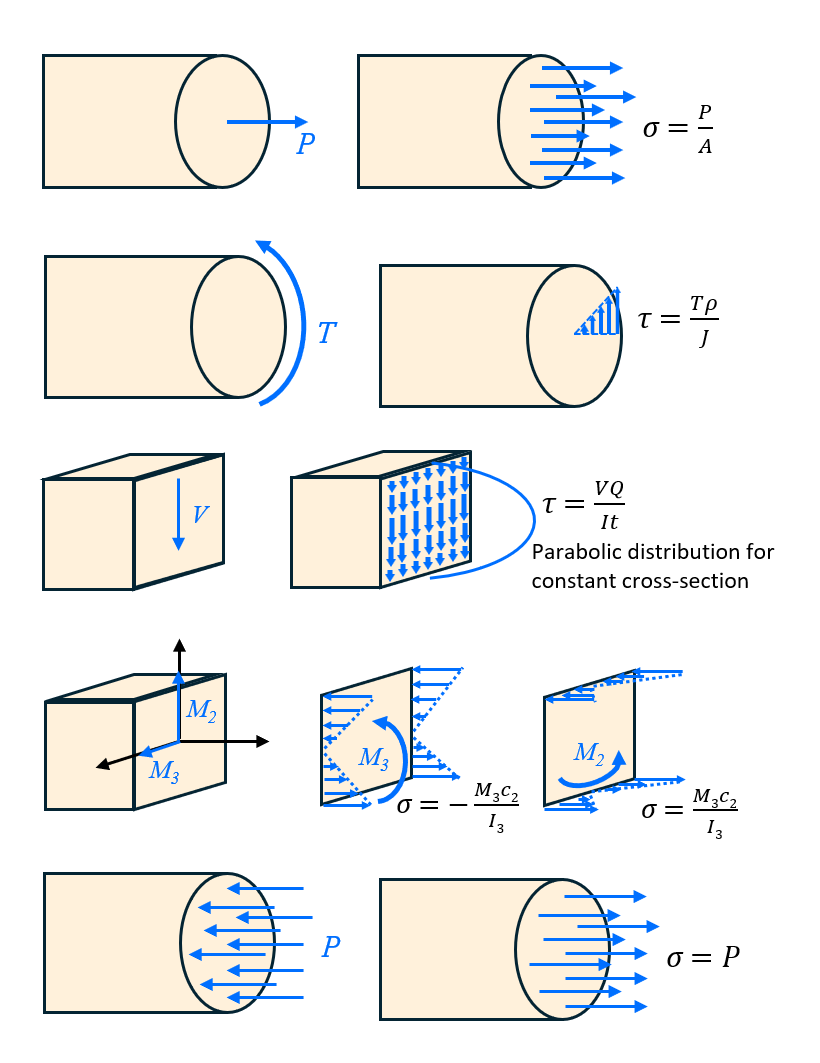 P
σ = P/A
T
τ = Tρ/J
V
τ = VQ/It
Parabolic distribution for
constant cross-section
M₂
M₃
M₃
σ = − M₃c₂/I₃
M₂
σ = M₃c₂/I₃
P
σ = P